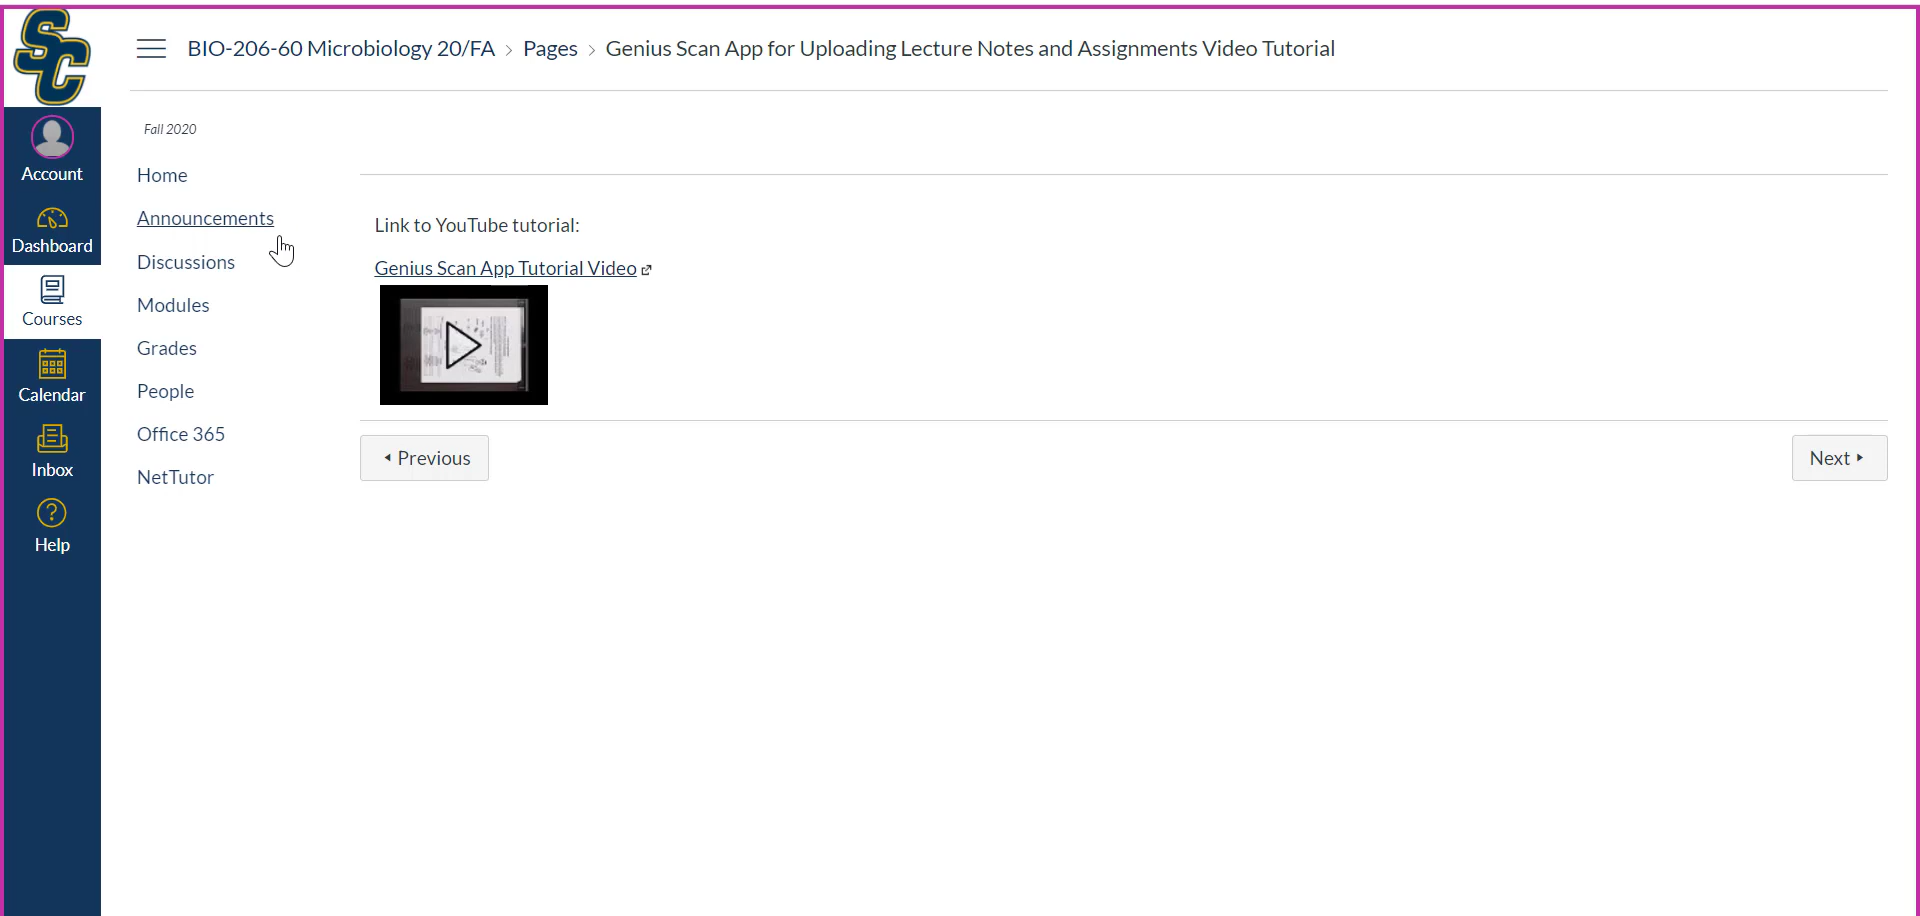 SC
BIO-206-60 Microbiology 20/FA > Pages > Genius Scan App for Uploading Lecture Notes and Assignments Video Tutorial
Account
Dashboard
Courses
Calendar
Inbox
Help
Fall 2020
Home
Announcements
Discussions
Modules
Grades
People
Office 365
NetTutor
Link to YouTube tutorial:
Genius Scan App Tutorial Video
Previous
Next